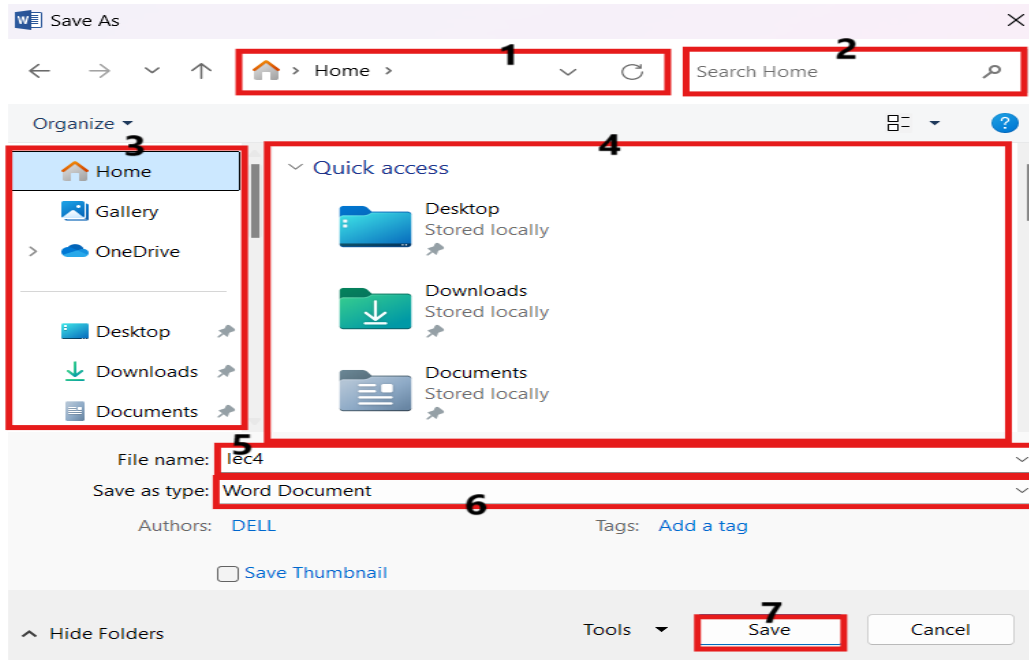 Save As
1
2
Home
Search Home
Organize
?
3
4
Home
Gallery
OneDrive
Desktop
Downloads
Documents
Quick access
Desktop
Stored locally
Downloads
Stored locally
Documents
Stored locally
5
File name: lec4
Save as type: Word Document
6
Authors: DELL Tags: Add a tag
Save Thumbnail
7
Hide Folders Tools Save Cancel